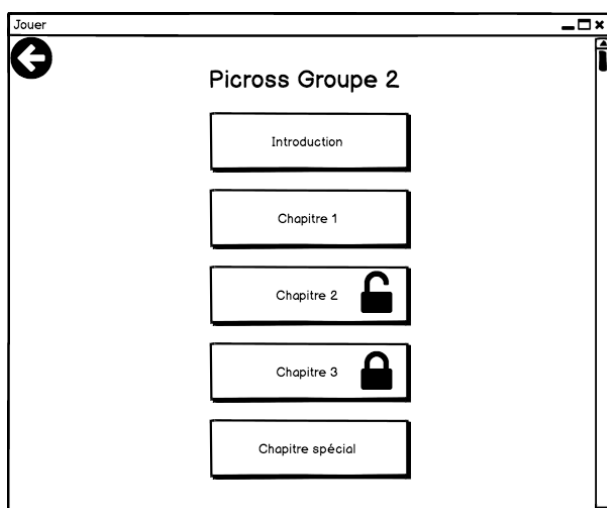 Jouer
Picross Groupe 2
Introduction
Chapitre 1
Chapitre 2
Chapitre 3
Chapitre spécial